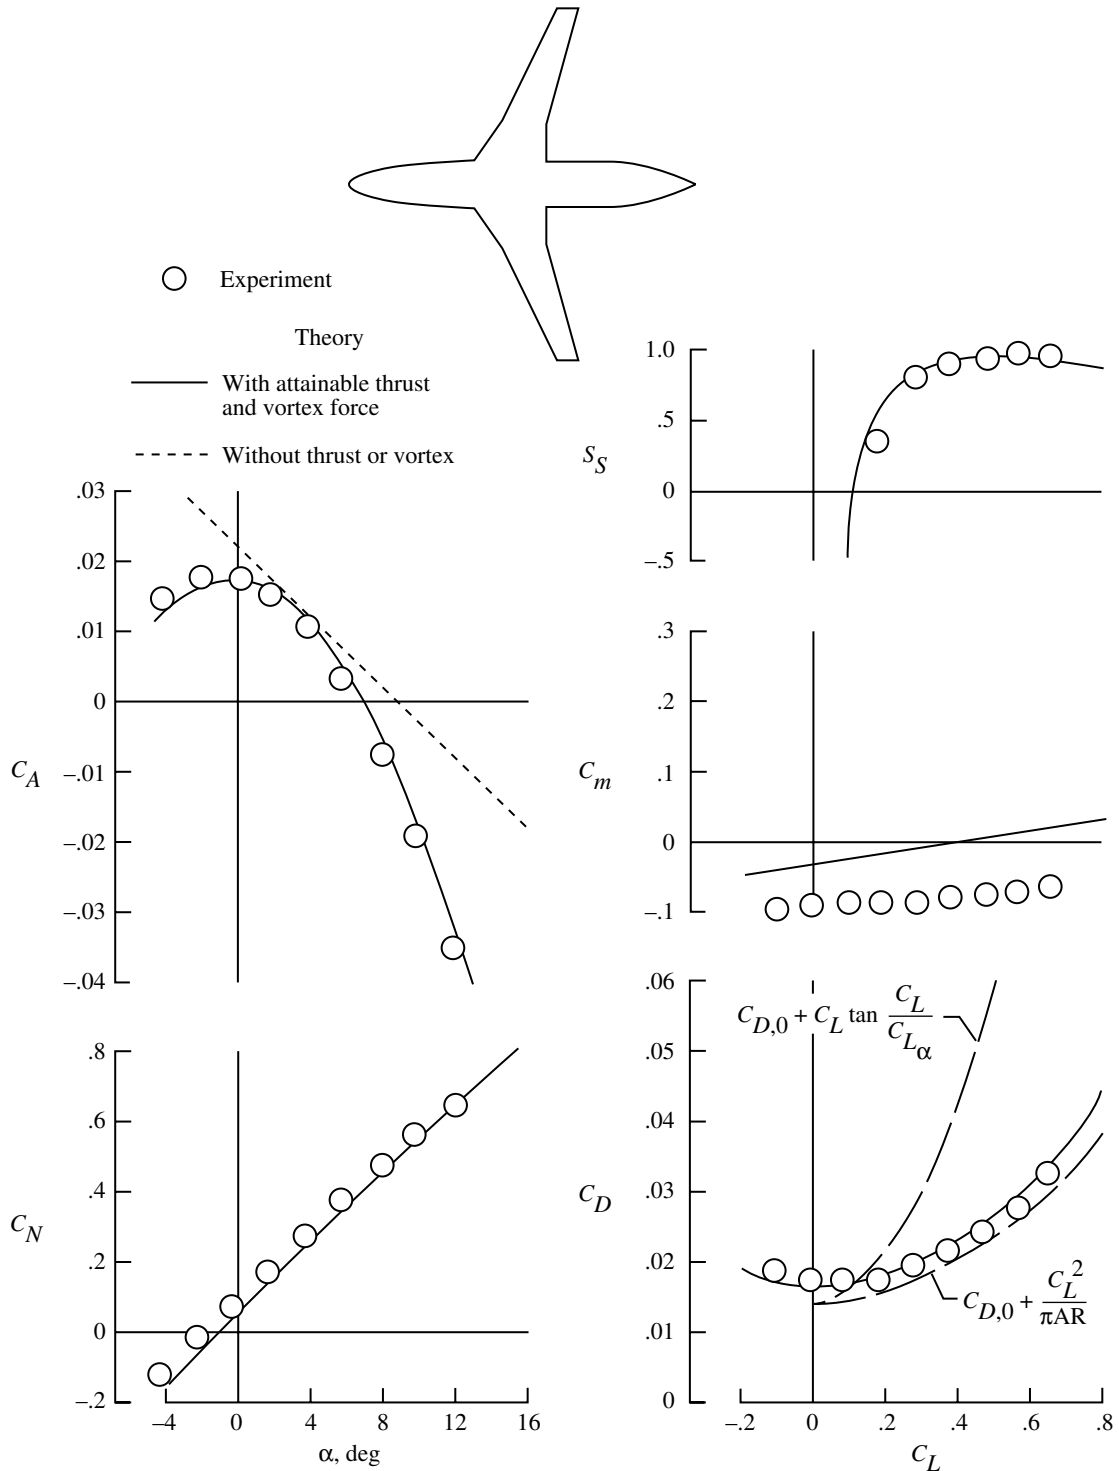 Experiment
Theory
With attainable thrust
and vortex force
Without thrust or vortex
.03
.02
.01
0
–.01
–.02
–.03
–.04
C_A
.8
.6
.4
.2
0
–.2
C_N
–4 0 4 8 12 16
α, deg
1.0
.5
0
–.5
S_S
.3
.2
.1
0
–.1
C_m
.06
.05
.04
.03
.02
.01
0
C_D
C_{D,0} + C_L tan C_L / C_{L_α}
C_{D,0} + C_L^2 / πAR
–.2 0 .2 .4 .6 .8
C_L